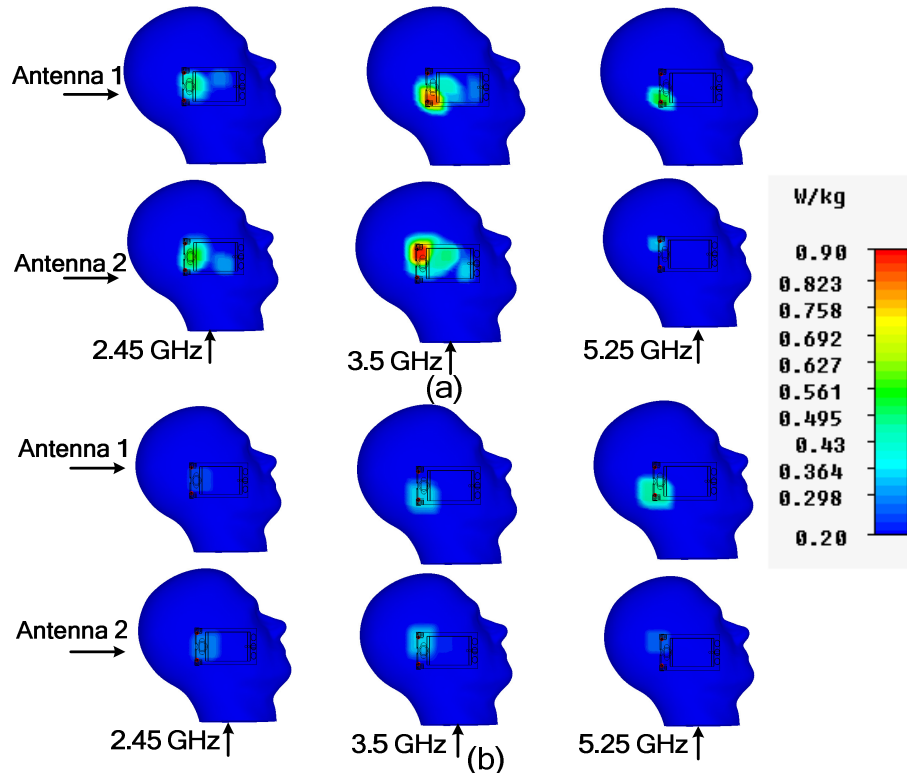 Antenna 1
Antenna 2
2.45 GHz
3.5 GHz
5.25 GHz
(a)
W/kg
0.90
0.823
0.758
0.692
0.627
0.561
0.495
0.43
0.364
0.298
0.20
Antenna 1
Antenna 2
2.45 GHz
3.5 GHz
5.25 GHz
(b)